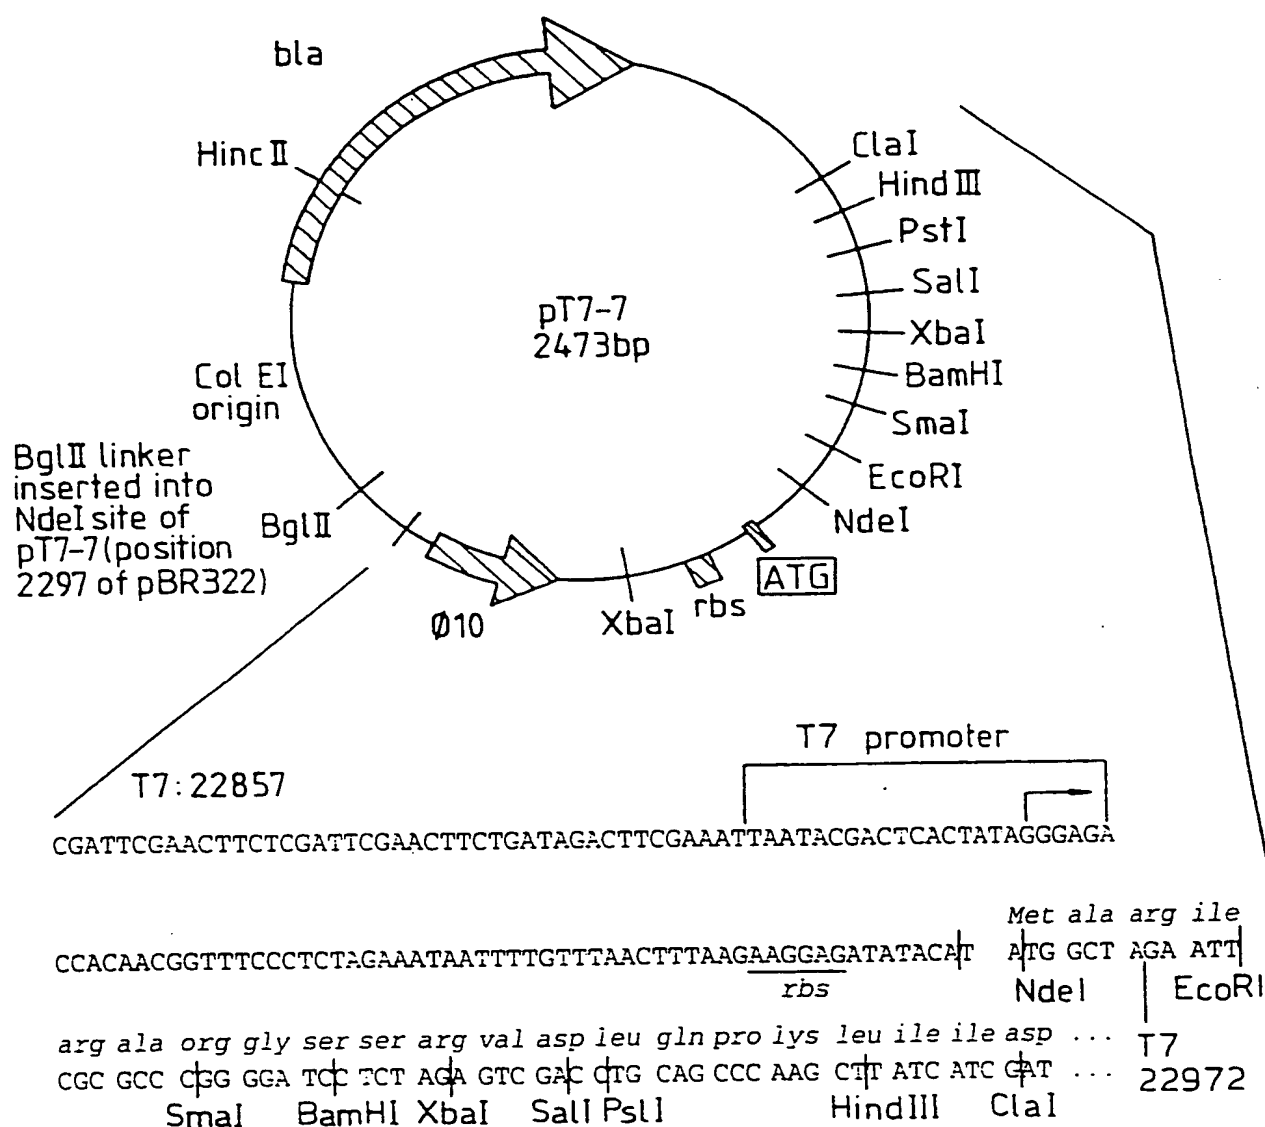 bla
HincII
ClaI
HindIII
PstI
SalI
XbaI
BamHI
SmaI
EcoRI
NdeI
ATG
rbs
XbaI
Ø10
BglII
BglII linker
inserted into
NdeI site of
pT7-7(position
2297 of pBR322)
Col EI
origin
pT7-7
2473bp
T7 promoter
T7:22857
CGATTCGAACTTCTCGATTCGAACTTCTGATAGACTTCGAAATTAATACGACTCACTATAGGGAGA
Met ala arg ile
CCACAACGGTTTCCCTCTAGAAATAATTTTGTTTAACTTTAAGAAGGAGATATACAT ATG GCT AGA ATT
rbs NdeI EcoRI
arg ala org gly ser ser arg val asp leu gln pro lys leu ile ile asp ... T7
CGC GCC CGG GGA TCC TCT AGA GTC GAC CTG CAG CCC AAG CTT ATC ATC GAT ... 22972
SmaI BamHI XbaI SalI PslI HindIII ClaI